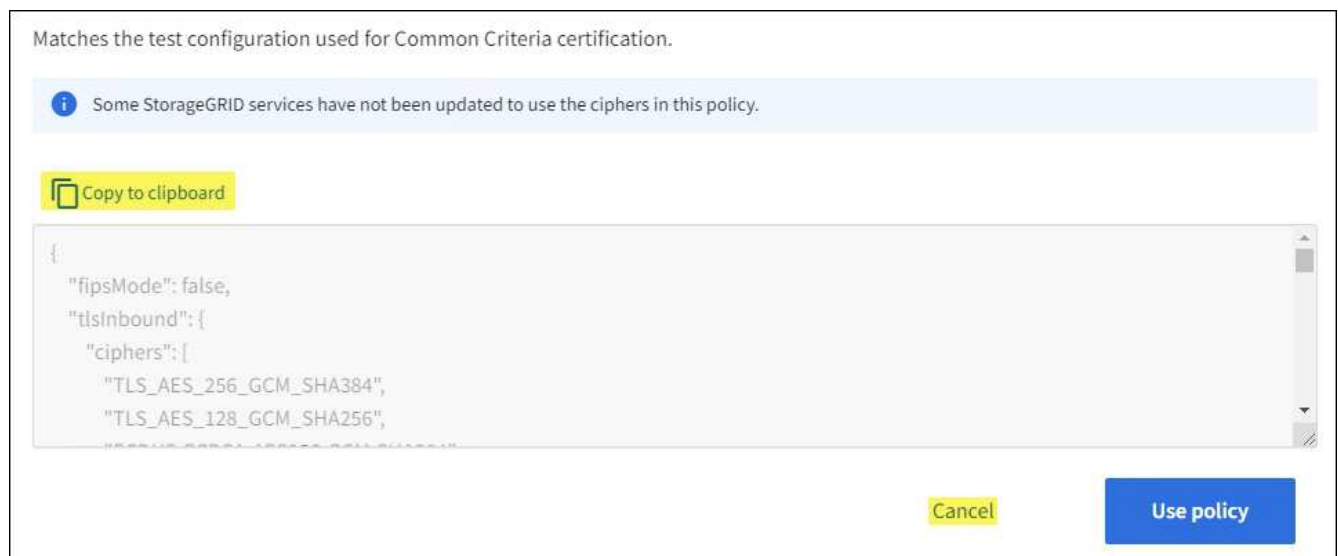 Matches the test configuration used for Common Criteria certification.
Some StorageGRID services have not been updated to use the ciphers in this policy.
Copy to clipboard
{
"fipsMode": false,
"tlsInbound": {
"ciphers": [
"TLS_AES_256_GCM_SHA384",
"TLS_AES_128_GCM_SHA256",
Cancel
Use policy